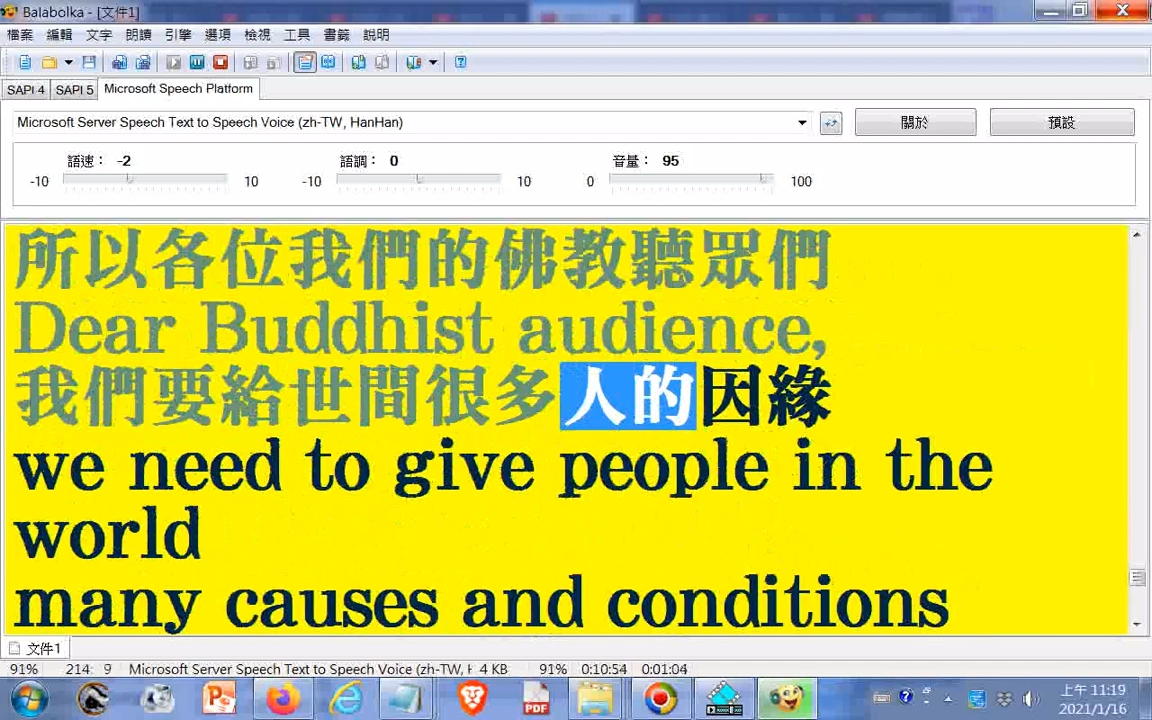 Balabolka - [文件1]
檔案 編輯 文字 朗讀 引擎 選項 檢視 工具 書籤 說明
SAPI 4 SAPI 5 Microsoft Speech Platform
Microsoft Server Speech Text to Speech Voice (zh-TW, HanHan) 關於 預設
語速： -2 語調： 0 音量： 95
-10 10 -10 10 0 100
所以各位我們的佛教聽眾們
Dear Buddhist audience,
我們要給世間很多人的因緣
we need to give people in the
world
many causes and conditions
文件1
91% 214: 9 Microsoft Server Speech Text to Speech Voice (zh-TW, 4 KB 91% 0:10:54 0:01:04
PDF
上午 11:19
2021/1/16